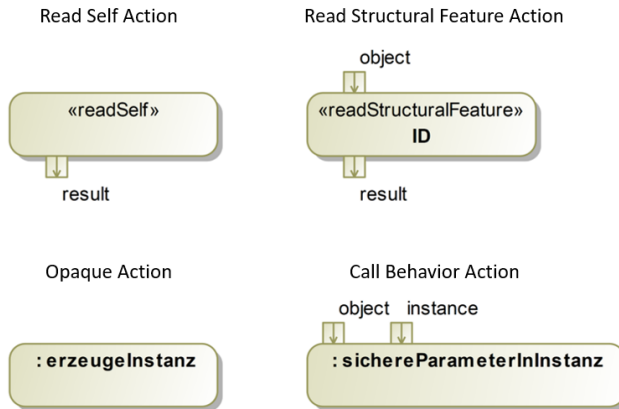 Read Self Action
Read Structural Feature Action
object
«readSelf»
«readStructuralFeature»
ID
result
result
Opaque Action
Call Behavior Action
object instance
: erzeugeInstanz
: sichereParameterInInstanz